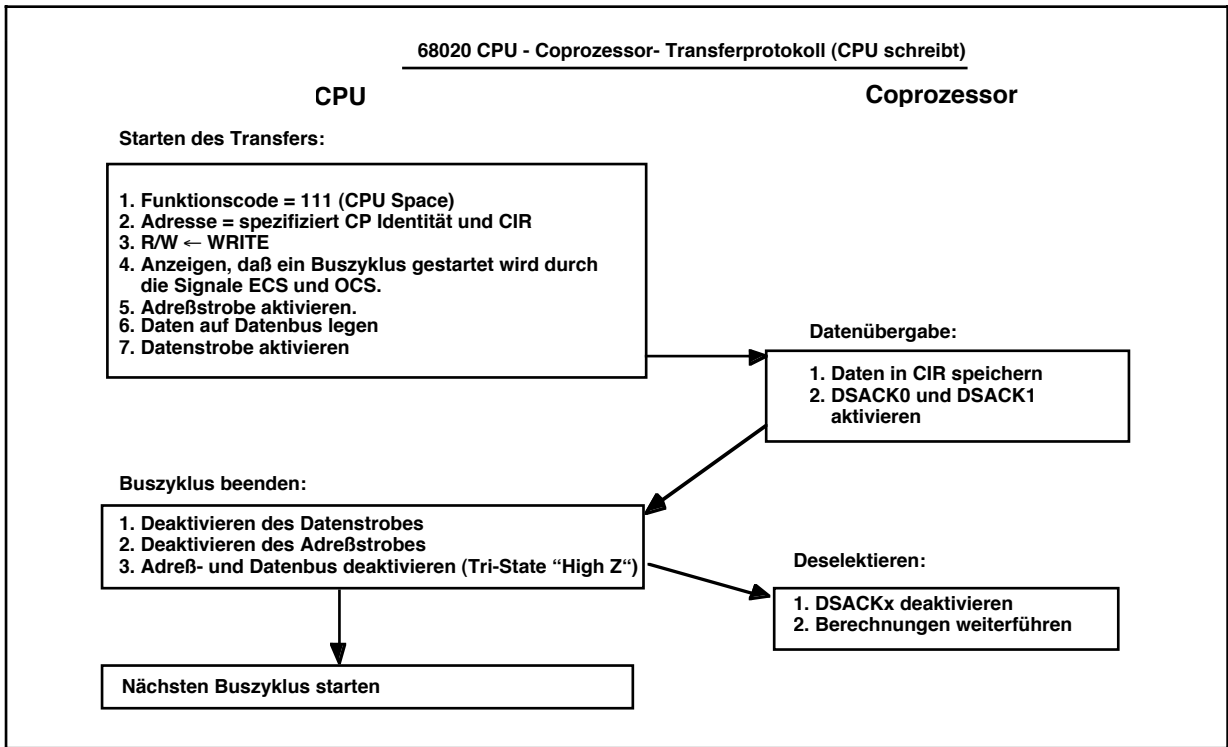 68020 CPU - Coprozessor- Transferprotokoll (CPU schreibt)
CPU
Coprozessor
Starten des Transfers:
1. Funktionscode = 111 (CPU Space)
2. Adresse = spezifiziert CP Identität und CIR
3. R/W ← WRITE
4. Anzeigen, daß ein Buszyklus gestartet wird durch
die Signale ECS und OCS.
5. Adreßstrobe aktivieren.
6. Daten auf Datenbus legen
7. Datenstrobe aktivieren
Datenübergabe:
1. Daten in CIR speichern
2. DSACK0 und DSACK1
aktivieren
Buszyklus beenden:
1. Deaktivieren des Datenstrobes
2. Deaktivieren des Adreßstrobes
3. Adreß- und Datenbus deaktivieren (Tri-State “High Z“)
Deselektieren:
1. DSACKx deaktivieren
2. Berechnungen weiterführen
Nächsten Buszyklus starten